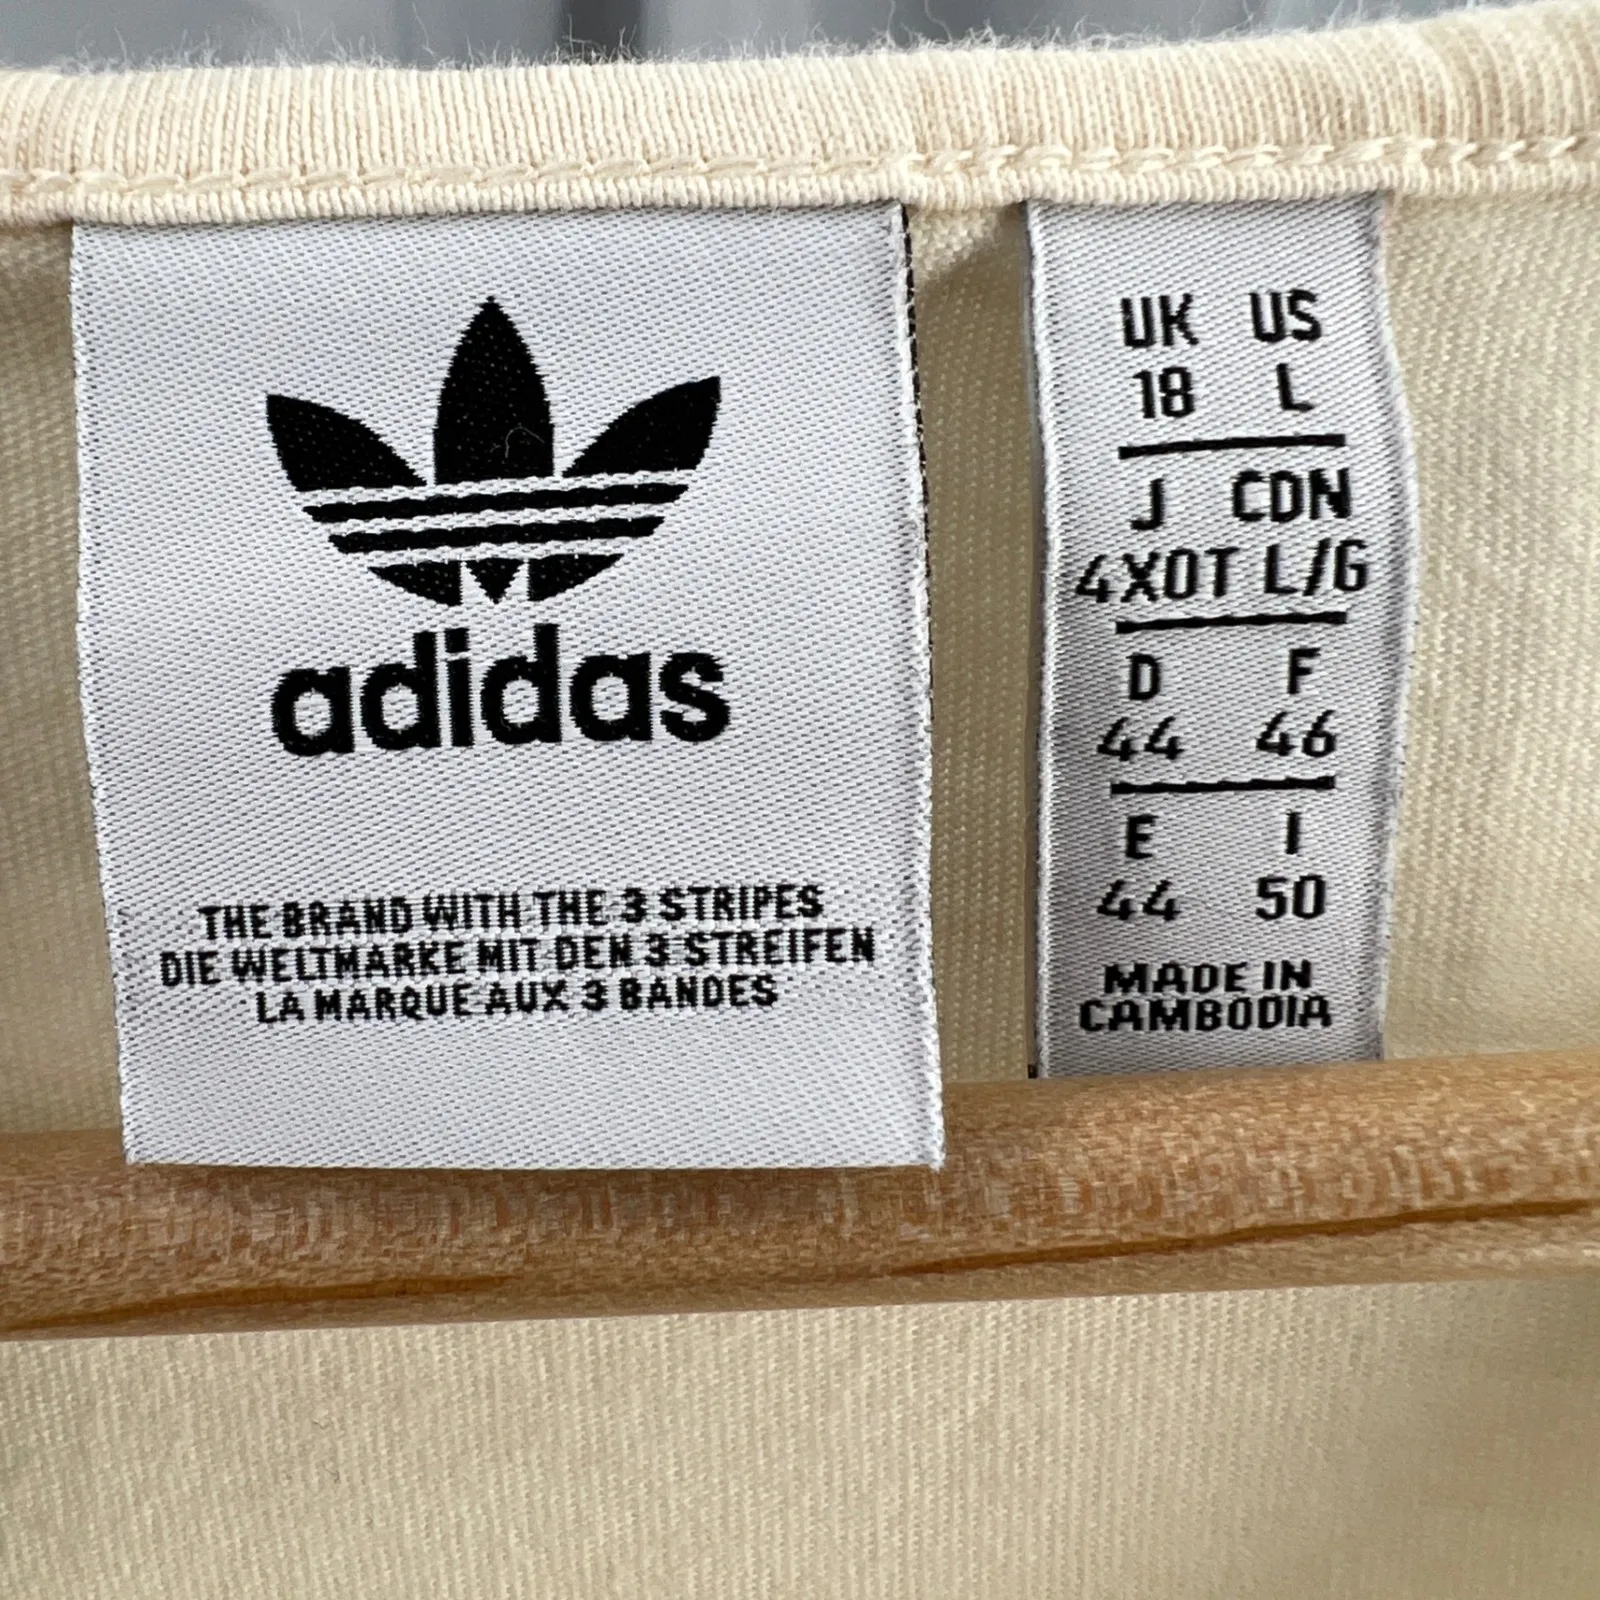 adidas
THE BRAND WITH THE 3 STRIPES
DIE WELTMARKE MIT DEN 3 STREIFEN
LA MARQUE AUX 3 BANDES
UK US
18 L
J CDN
4XOT L/G
D F
44 46
E I
44 50
MADE IN
CAMBODIA